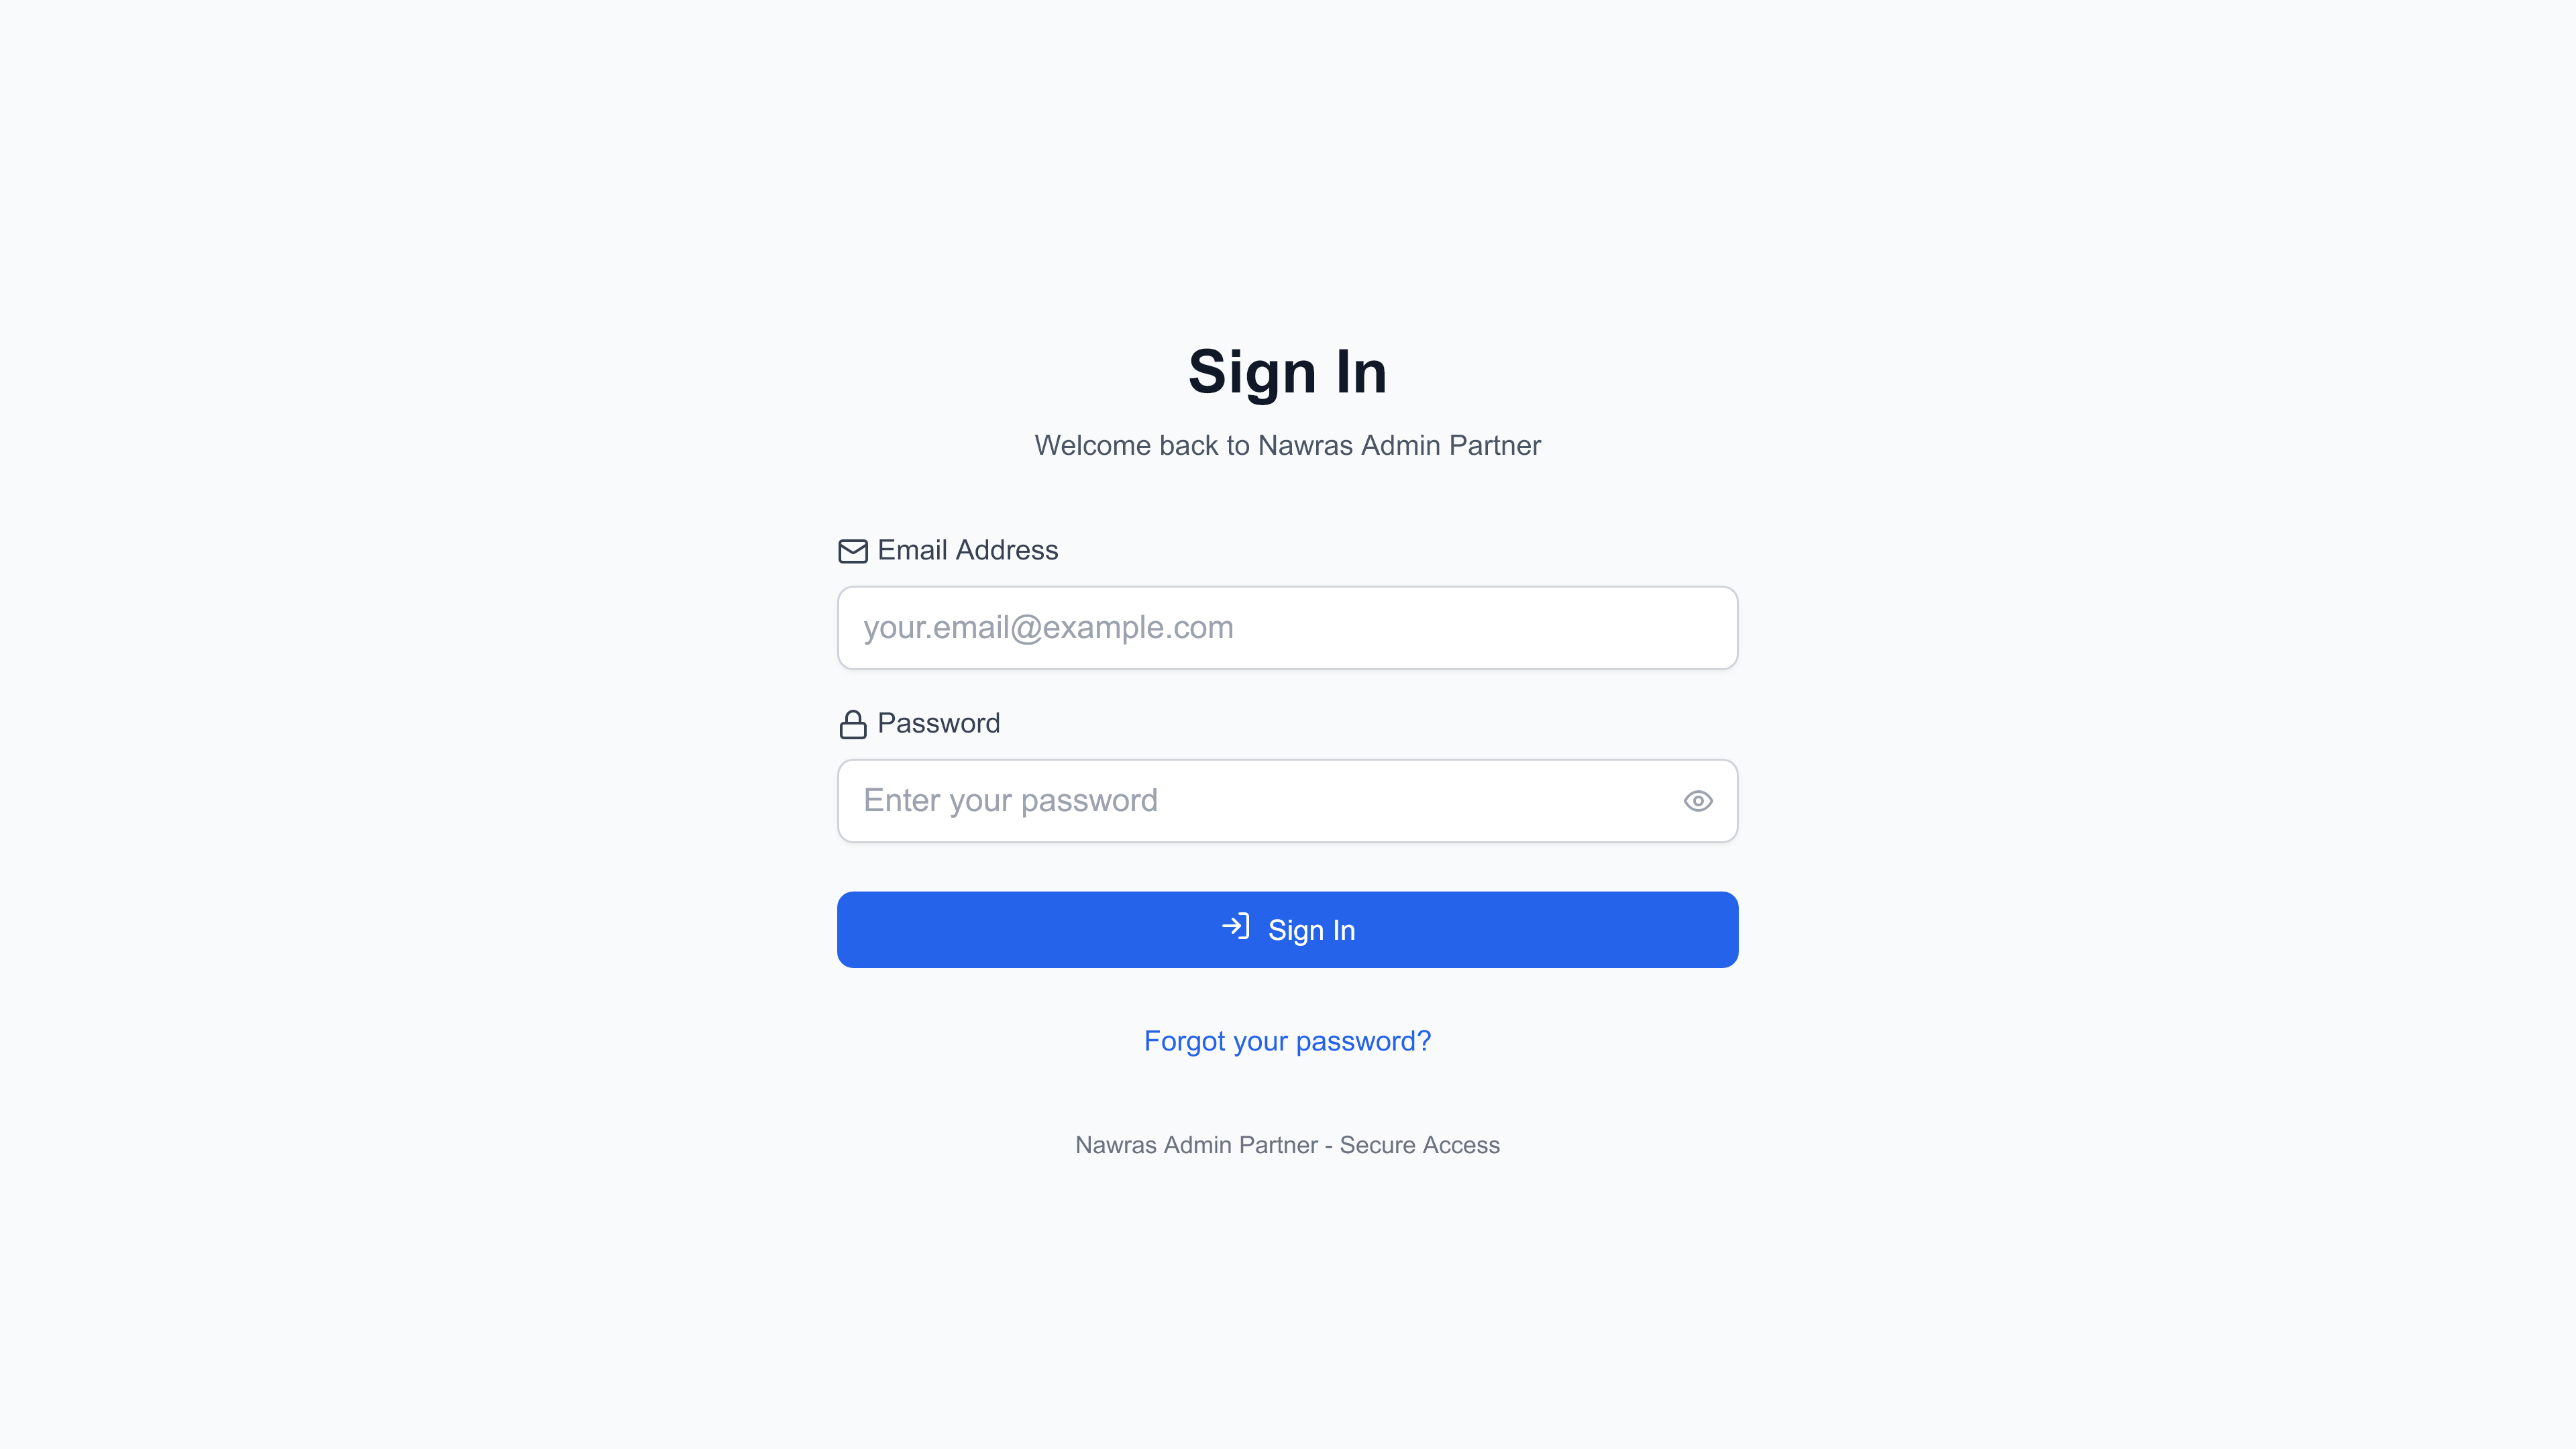 Sign In
Welcome back to Nawras Admin Partner
Email Address
your.email@example.com
Password
Enter your password
Sign In
Forgot your password?
Nawras Admin Partner - Secure Access